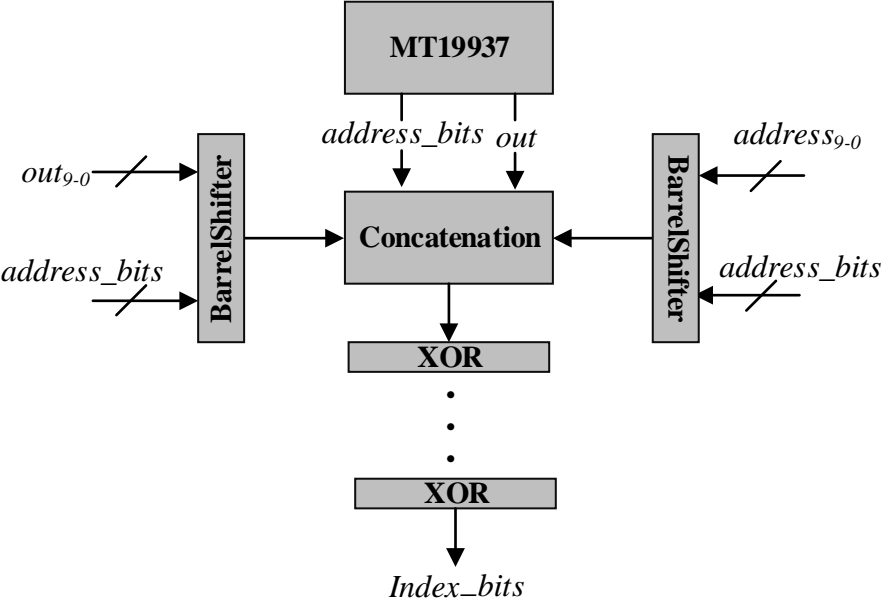 MT19937
address_bits out
out9-0
address_bits
BarrelShifter
Concatenation
BarrelShifter
address9-0
address_bits
XOR
XOR
Index_bits